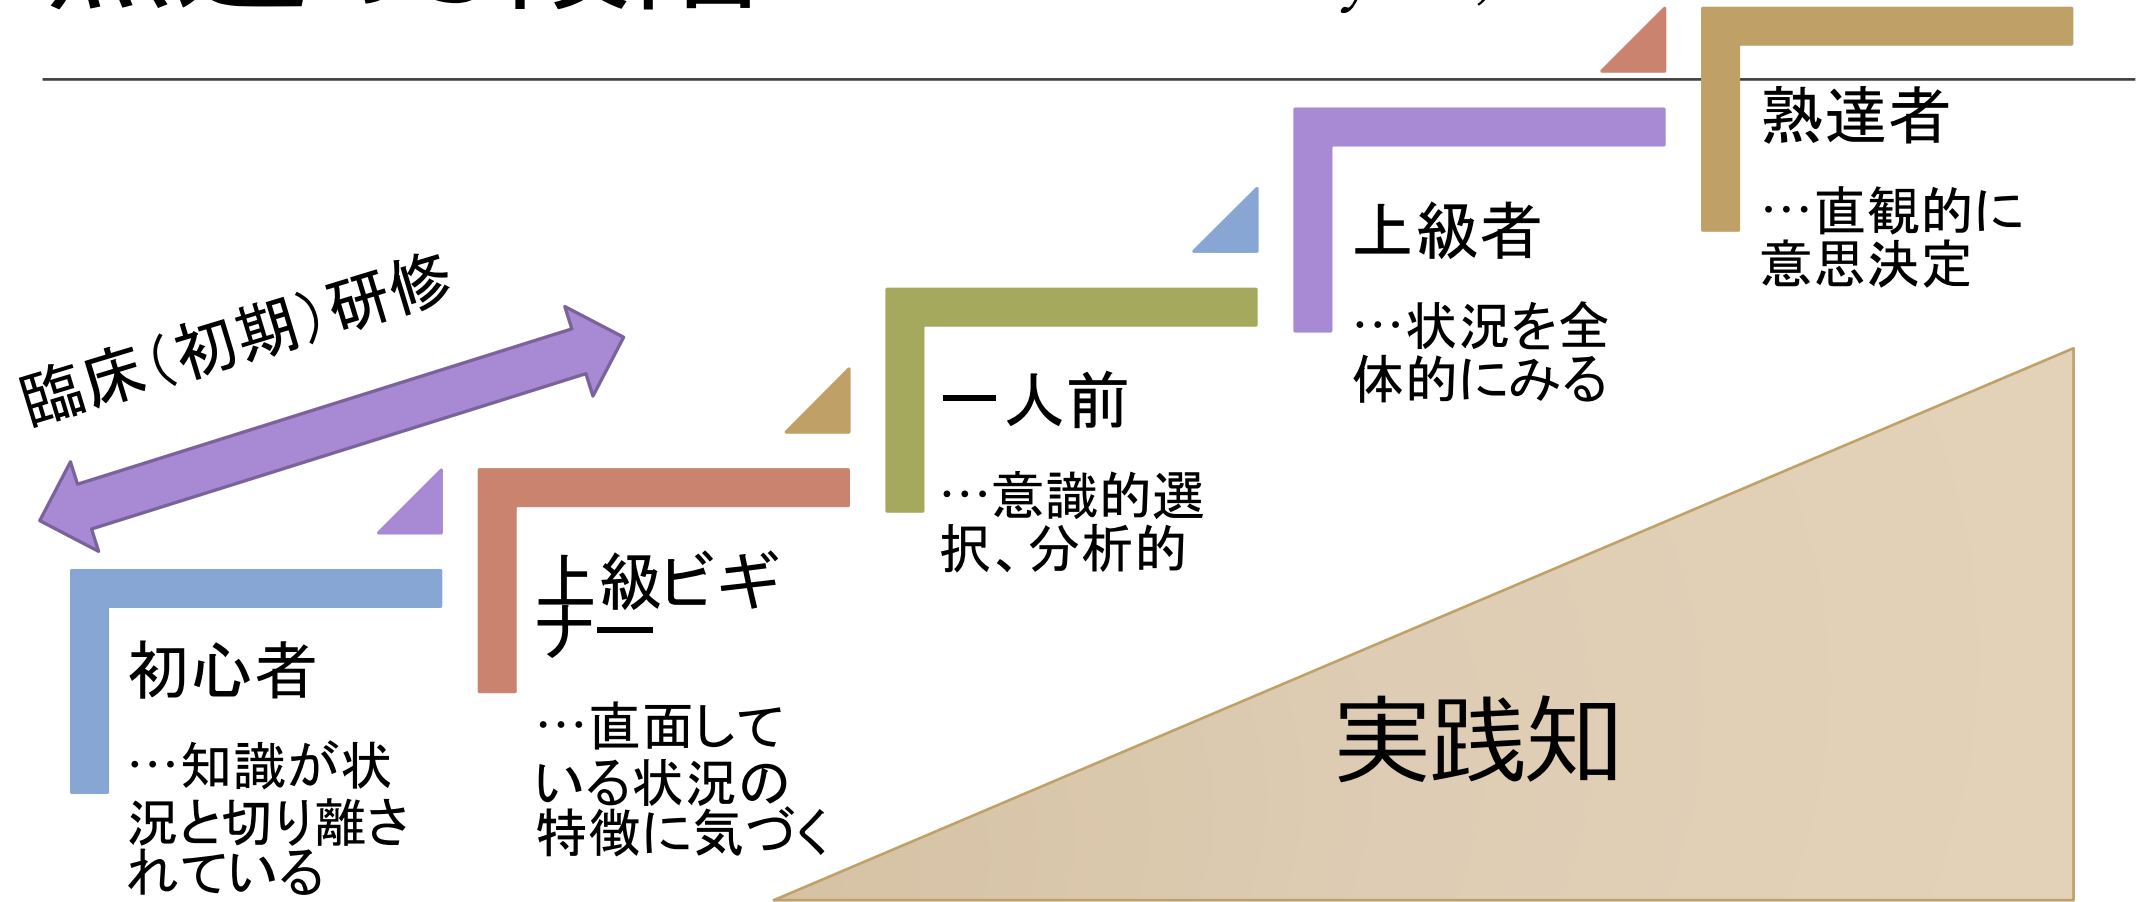 臨床（初期）研修
初心者
…知識が状
況と切り離さ
れている
上級ビギ
ナー
…直面して
いる状況の
特徴に気づく
一人前
…意識的選
択、分析的
上級者
…状況を全
体的にみる
熟達者
…直観的に
意思決定
実践知